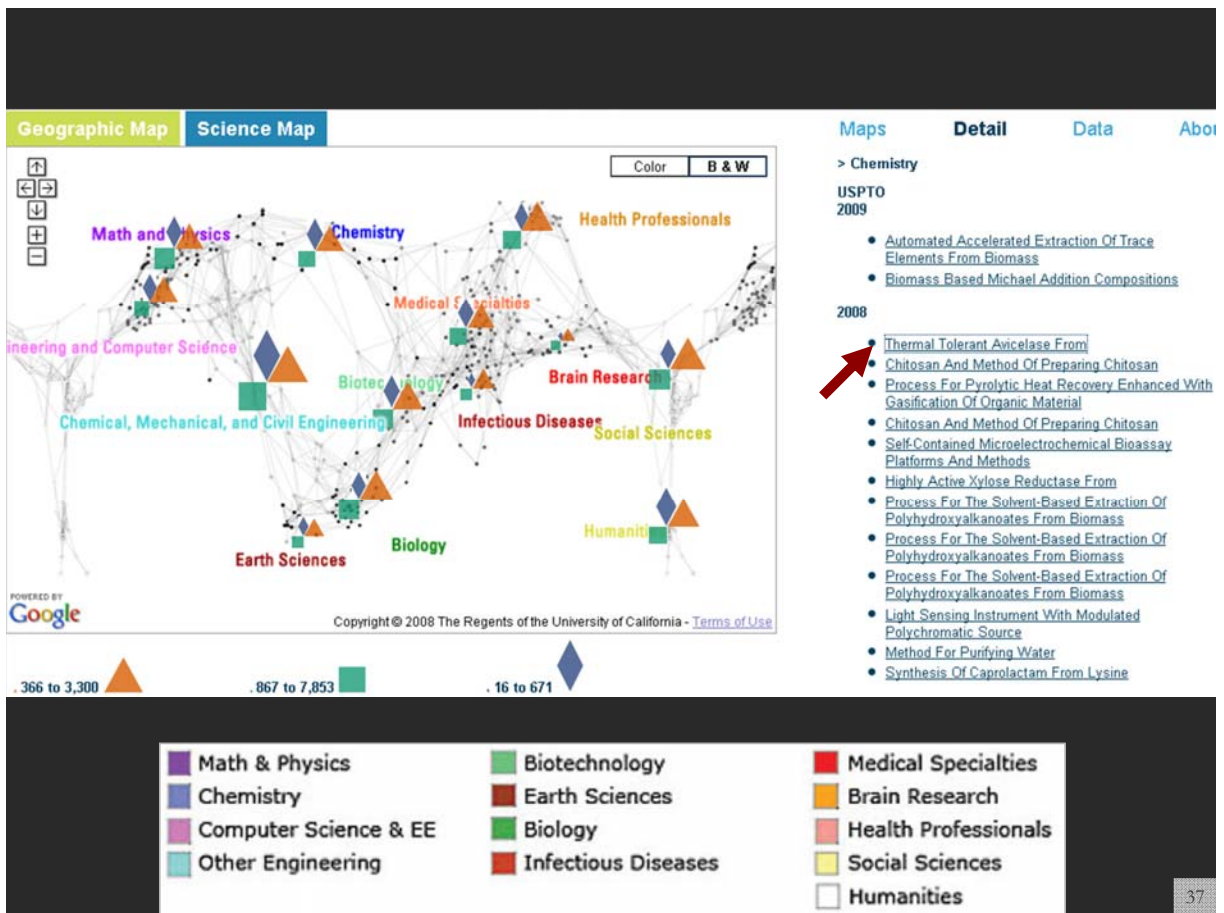 Geographic Map
Science Map
Maps
Detail
Data
Abou
Color
B & W
> Chemistry
USPTO
2009
Automated Accelerated Extraction Of Trace
Elements From Biomass
Biomass Based Michael Addition Compositions
2008
Thermal Tolerant Avicelase From
Chitosan And Method Of Preparing Chitosan
Process For Pyrolytic Heat Recovery Enhanced With
Gasification Of Organic Material
Chitosan And Method Of Preparing Chitosan
Self-Contained Microelectrochemical Bioassay
Platforms And Methods
Highly Active Xylose Reductase From
Process For The Solvent-Based Extraction Of
Polyhydroxyalkanoates From Biomass
Process For The Solvent-Based Extraction Of
Polyhydroxyalkanoates From Biomass
Process For The Solvent-Based Extraction Of
Polyhydroxyalkanoates From Biomass
Light Sensing Instrument With Modulated
Polychromatic Source
Method For Purifying Water
Synthesis Of Caprolactam From Lysine
Health Professionals
Math and Physics
Chemistry
Medical Specialties
ineering and Computer Science
Brain Research
Biotechnology
Chemical, Mechanical, and Civil Engineering
Infectious Diseases
Social Sciences
Humanities
Biology
Earth Sciences
POWERED BY
Google
Copyright © 2008 The Regents of the University of California - Terms of Use
. 366 to 3,300
. 867 to 7,853
. 16 to 671
Math & Physics
Chemistry
Computer Science & EE
Other Engineering
Biotechnology
Earth Sciences
Biology
Infectious Diseases
Medical Specialties
Brain Research
Health Professionals
Social Sciences
Humanities
37